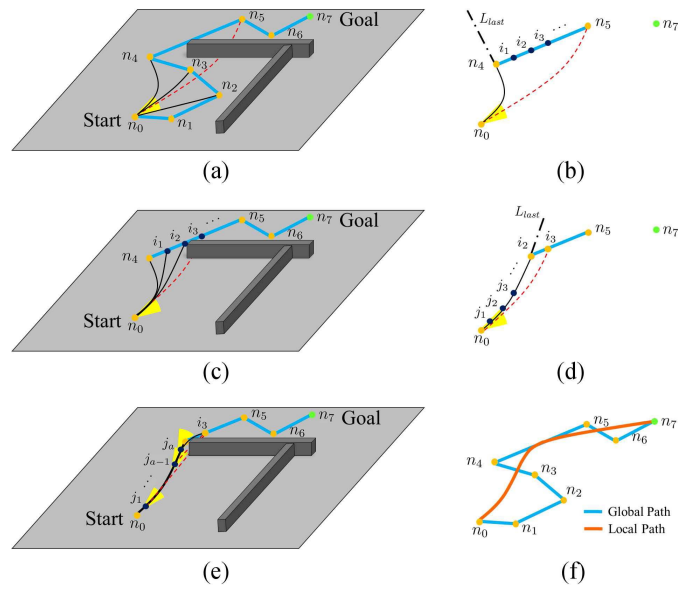 n5
n7
Goal
n6
n4
n3
n2
Start
n0
n1
(a)
Llast
i1 i2 i3 . . .
n5
n7
n4
n0
(b)
n5
n7
Goal
n6
i1 i2 i3 . . .
n4
Start
n0
(c)
Llast
n5
n7
i2
i3
. . .
j3
j2
j1
n0
(d)
n5
n7
Goal
n6
i3
ja
ja−1
. . .
j1
Start
n0
(e)
n5
n7
n6
n4
n3
n2
n0
n1
Global Path
Local Path
(f)